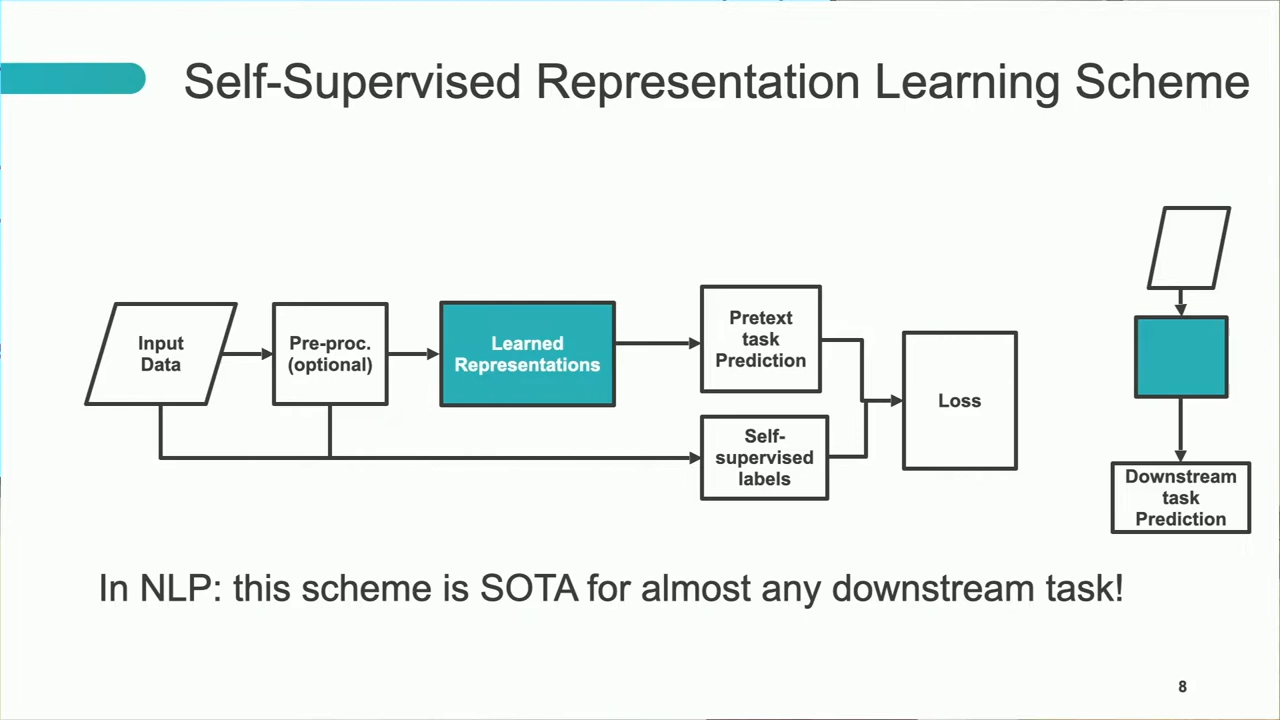 Self-Supervised Representation Learning Scheme
Input
Data
Pre-proc.
(optional)
Learned
Representations
Pretext
task
Prediction
Self-
supervised
labels
Loss
Downstream
task
Prediction
In NLP: this scheme is SOTA for almost any downstream task!
8